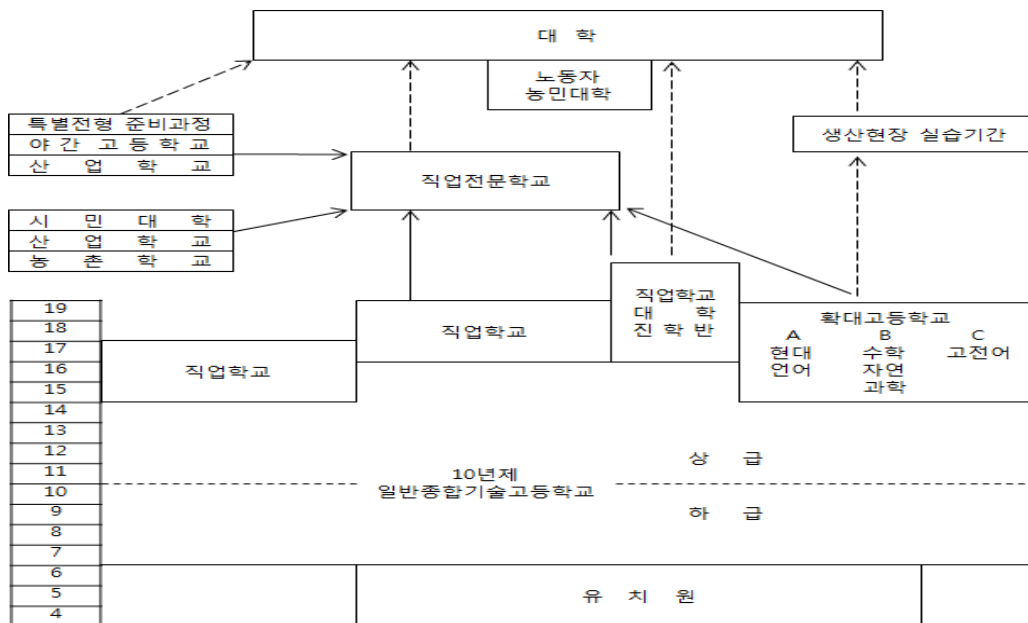 대 학
노동자
농민대학
특별전형 준비과정
야 간 고 등 학 교
산 업 학 교
생산현장 실습기간
직업전문학교
시 민 대 학
산 업 학 교
농 촌 학 교
직업학교
대 학
진 학 반
19
18
17
16
15
14
13
12
11
10
9
8
7
6
5
4
직업학교
직업학교
확대고등학교
A B C
현대 수학 고전어
언어 자연
과학
상 급
10년제
일반종합기술고등학교
하 급
유 치 원